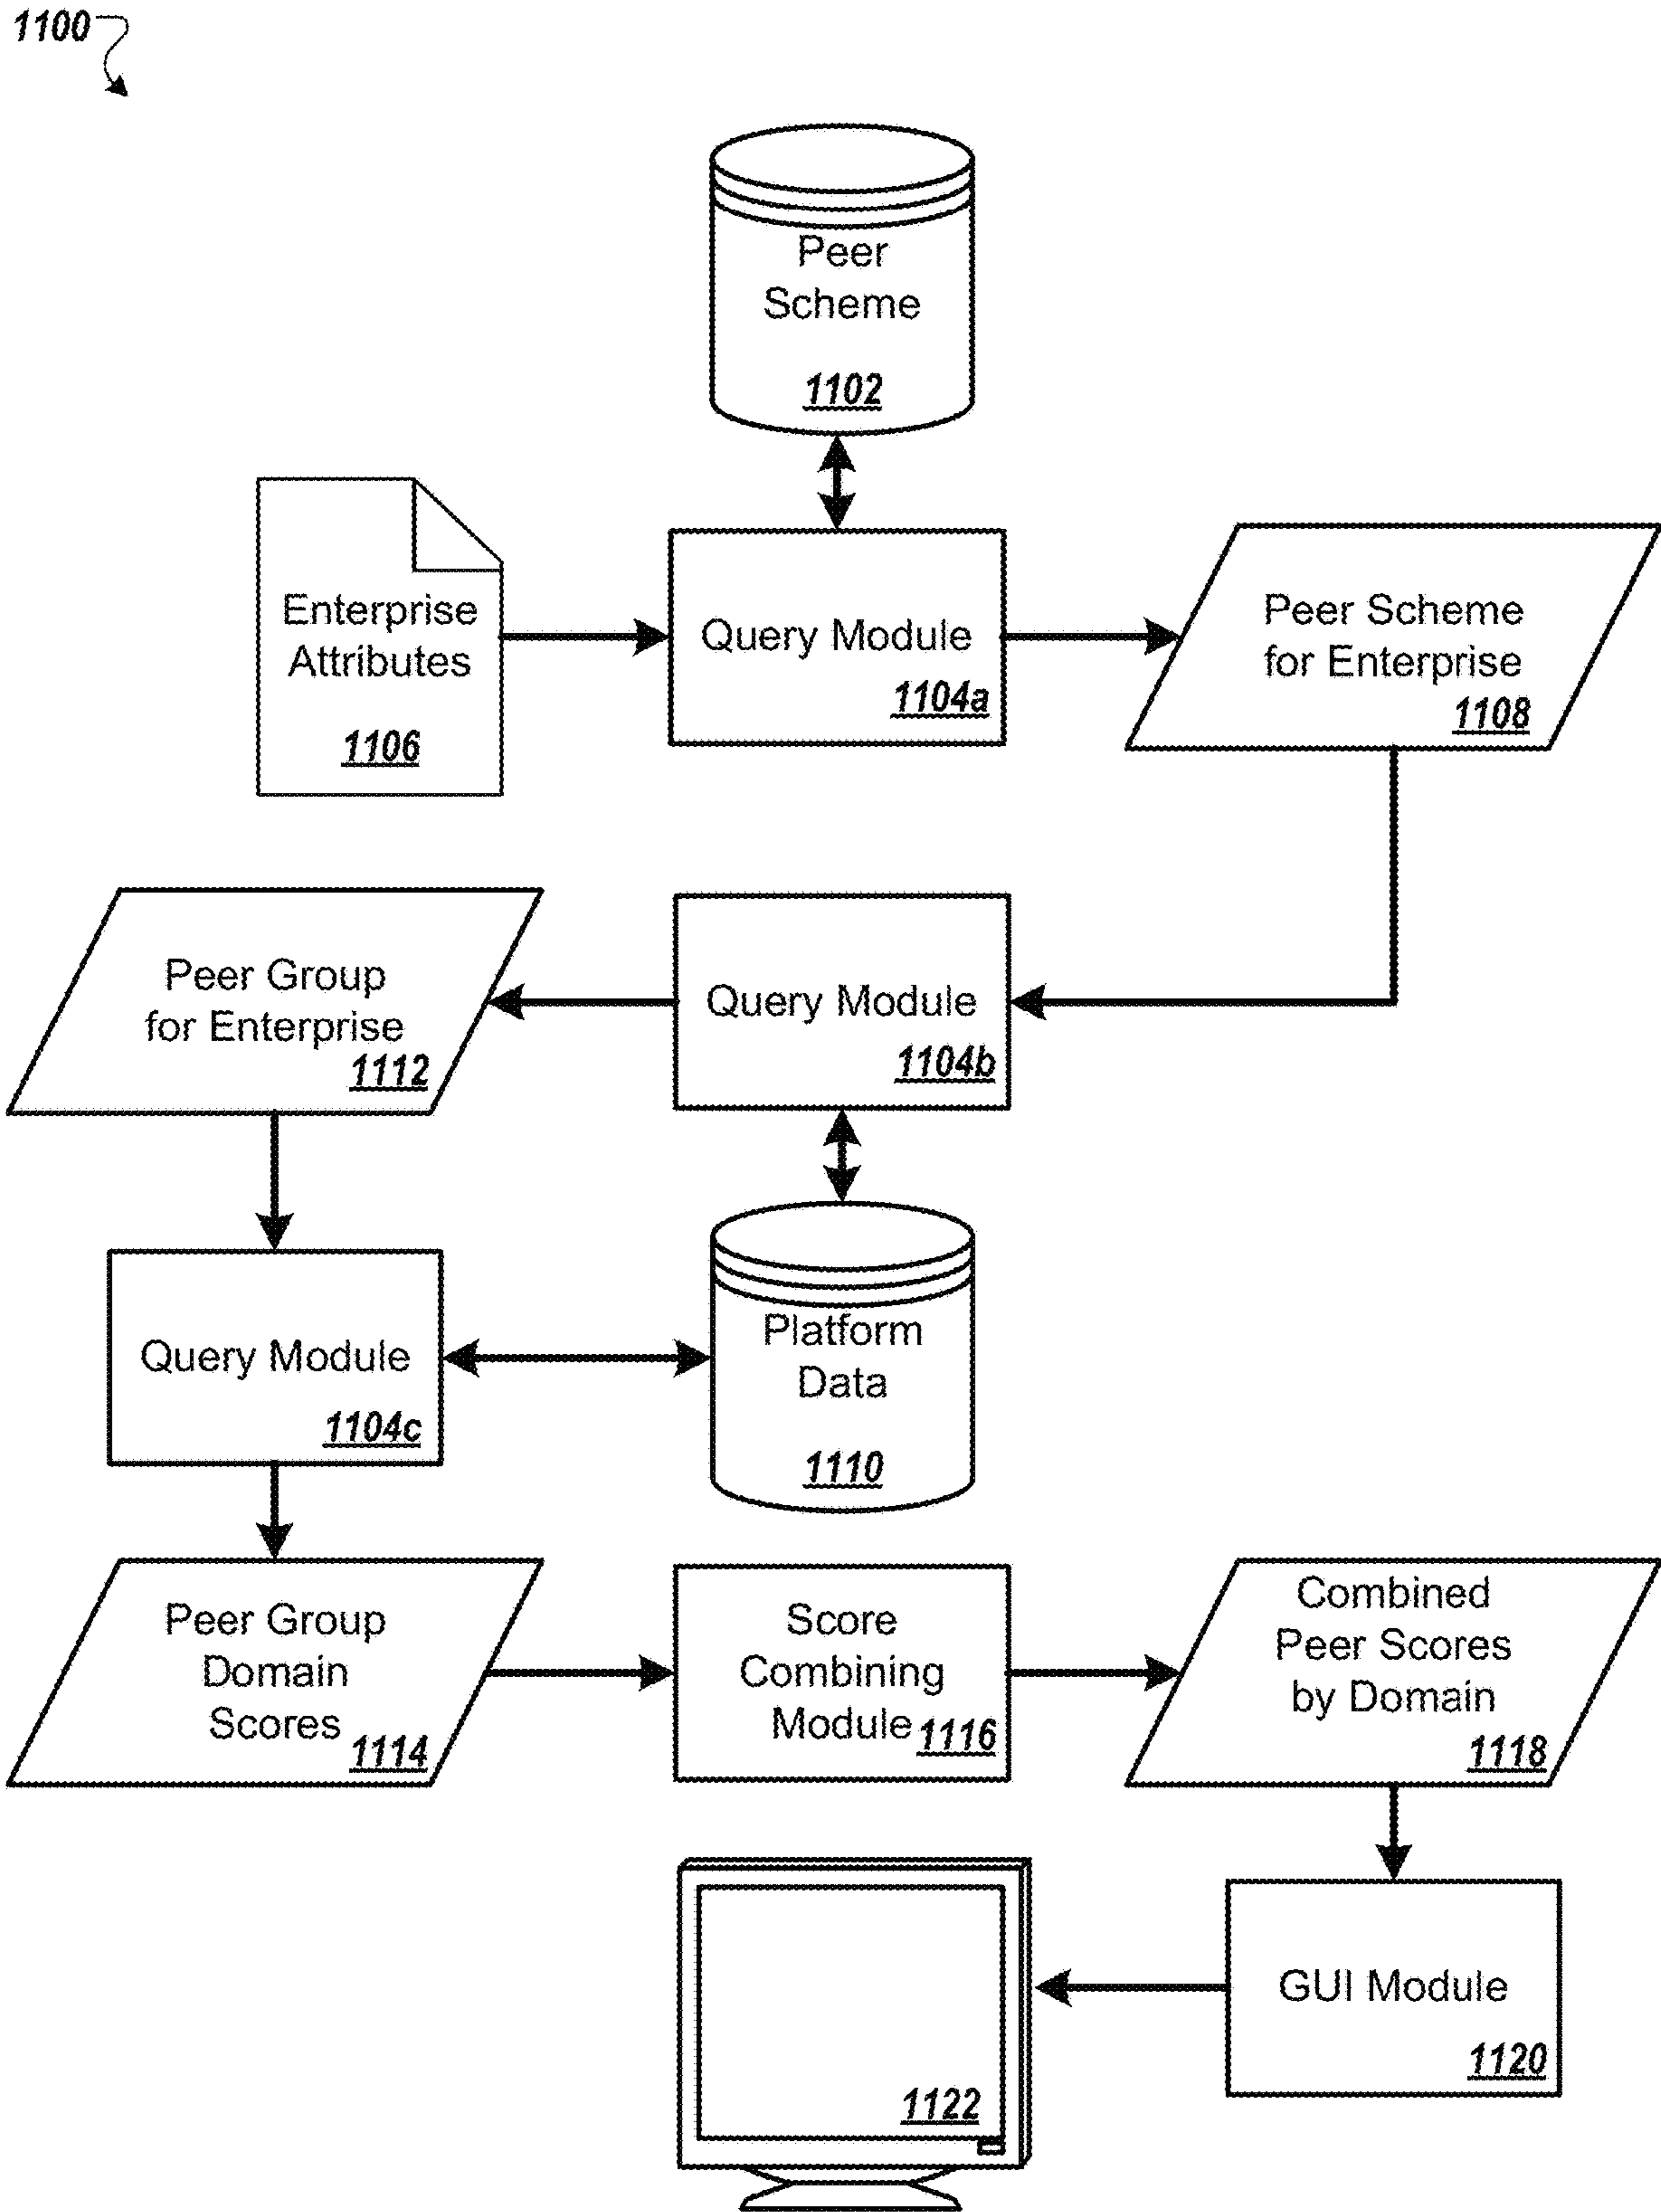 1100
Peer
Scheme
1102
Enterprise
Attributes
1106
Query Module
1104a
Peer Scheme
for Enterprise
1108
Peer Group
for Enterprise
1112
Query Module
1104b
Query Module
1104c
Platform
Data
1110
Peer Group
Domain
Scores
1114
Score
Combining
Module
1116
Combined
Peer Scores
by Domain
1118
GUI Module
1120
1122